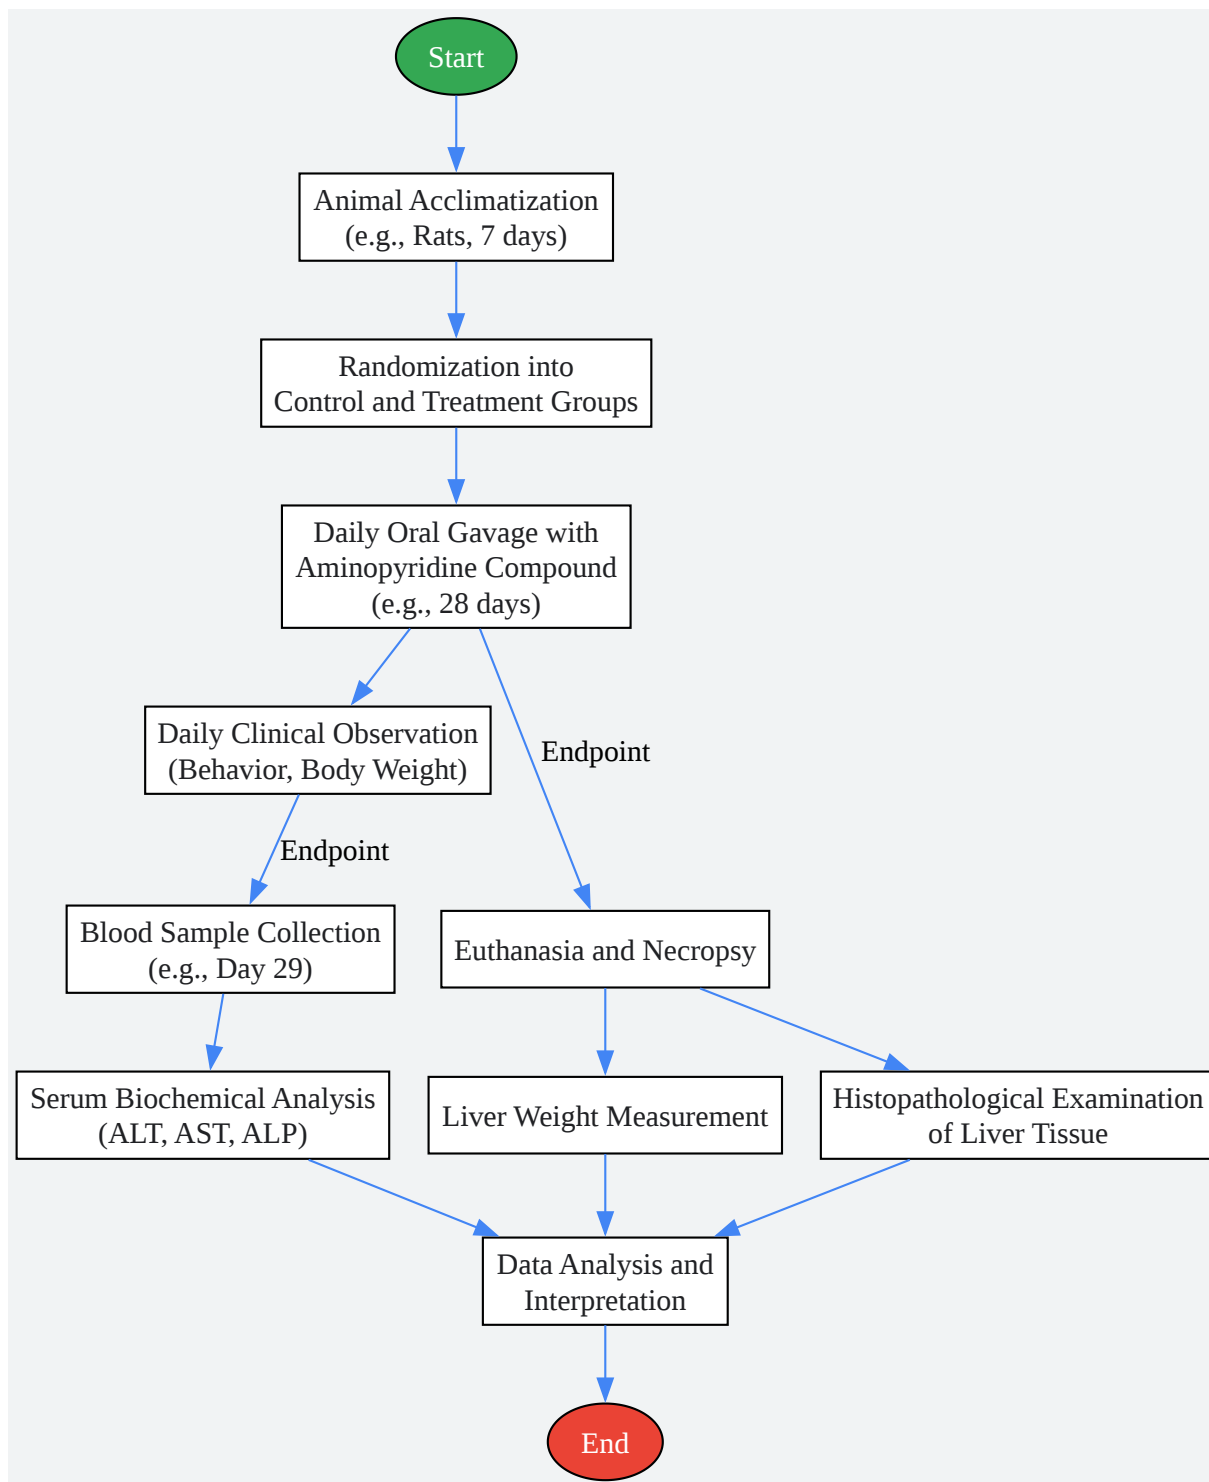 Start
Animal Acclimatization
(e.g., Rats, 7 days)
Randomization into
Control and Treatment Groups
Daily Oral Gavage with
Aminopyridine Compound
(e.g., 28 days)
Daily Clinical Observation
(Behavior, Body Weight)
Endpoint
Endpoint
Blood Sample Collection
(e.g., Day 29)
Euthanasia and Necropsy
Serum Biochemical Analysis
(ALT, AST, ALP)
Liver Weight Measurement
Histopathological Examination
of Liver Tissue
Data Analysis and
Interpretation
End